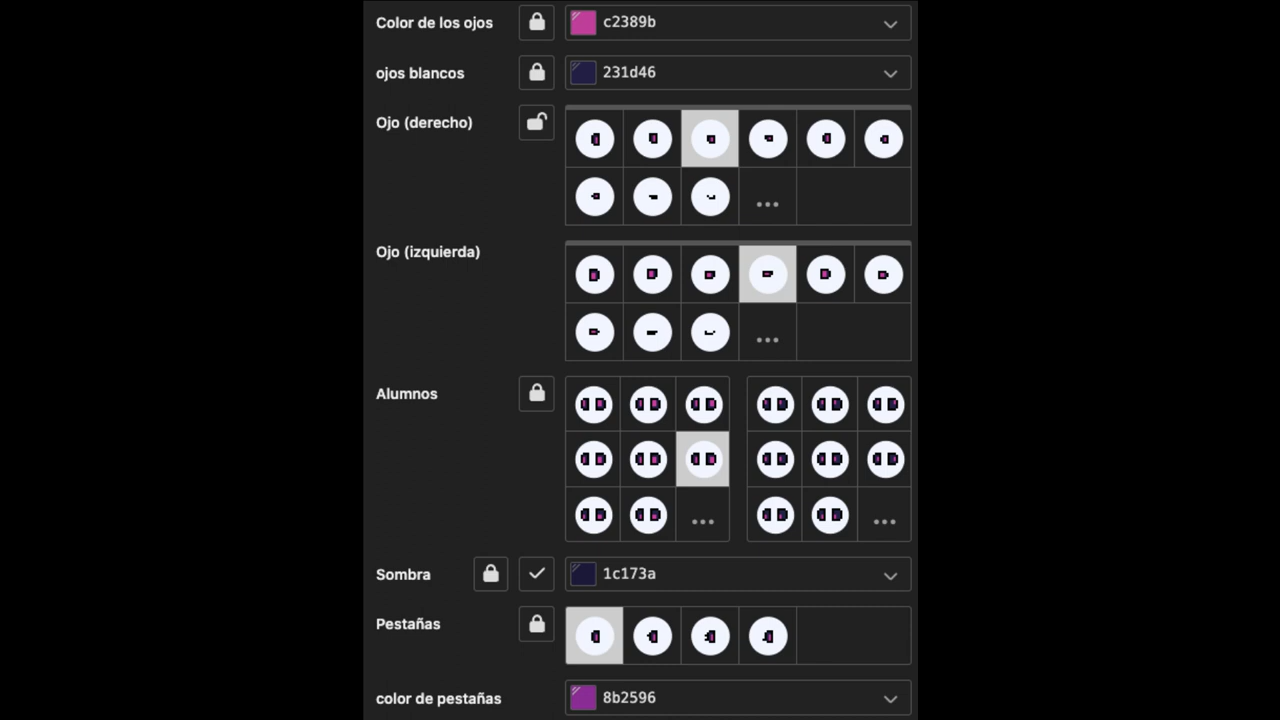 Color de los ojos c2389b
ojos blancos 231d46
Ojo (derecho)
...
Ojo (izquierda)
...
Alumnos
... ...
Sombra 1c173a
Pestañas
color de pestañas 8b2596